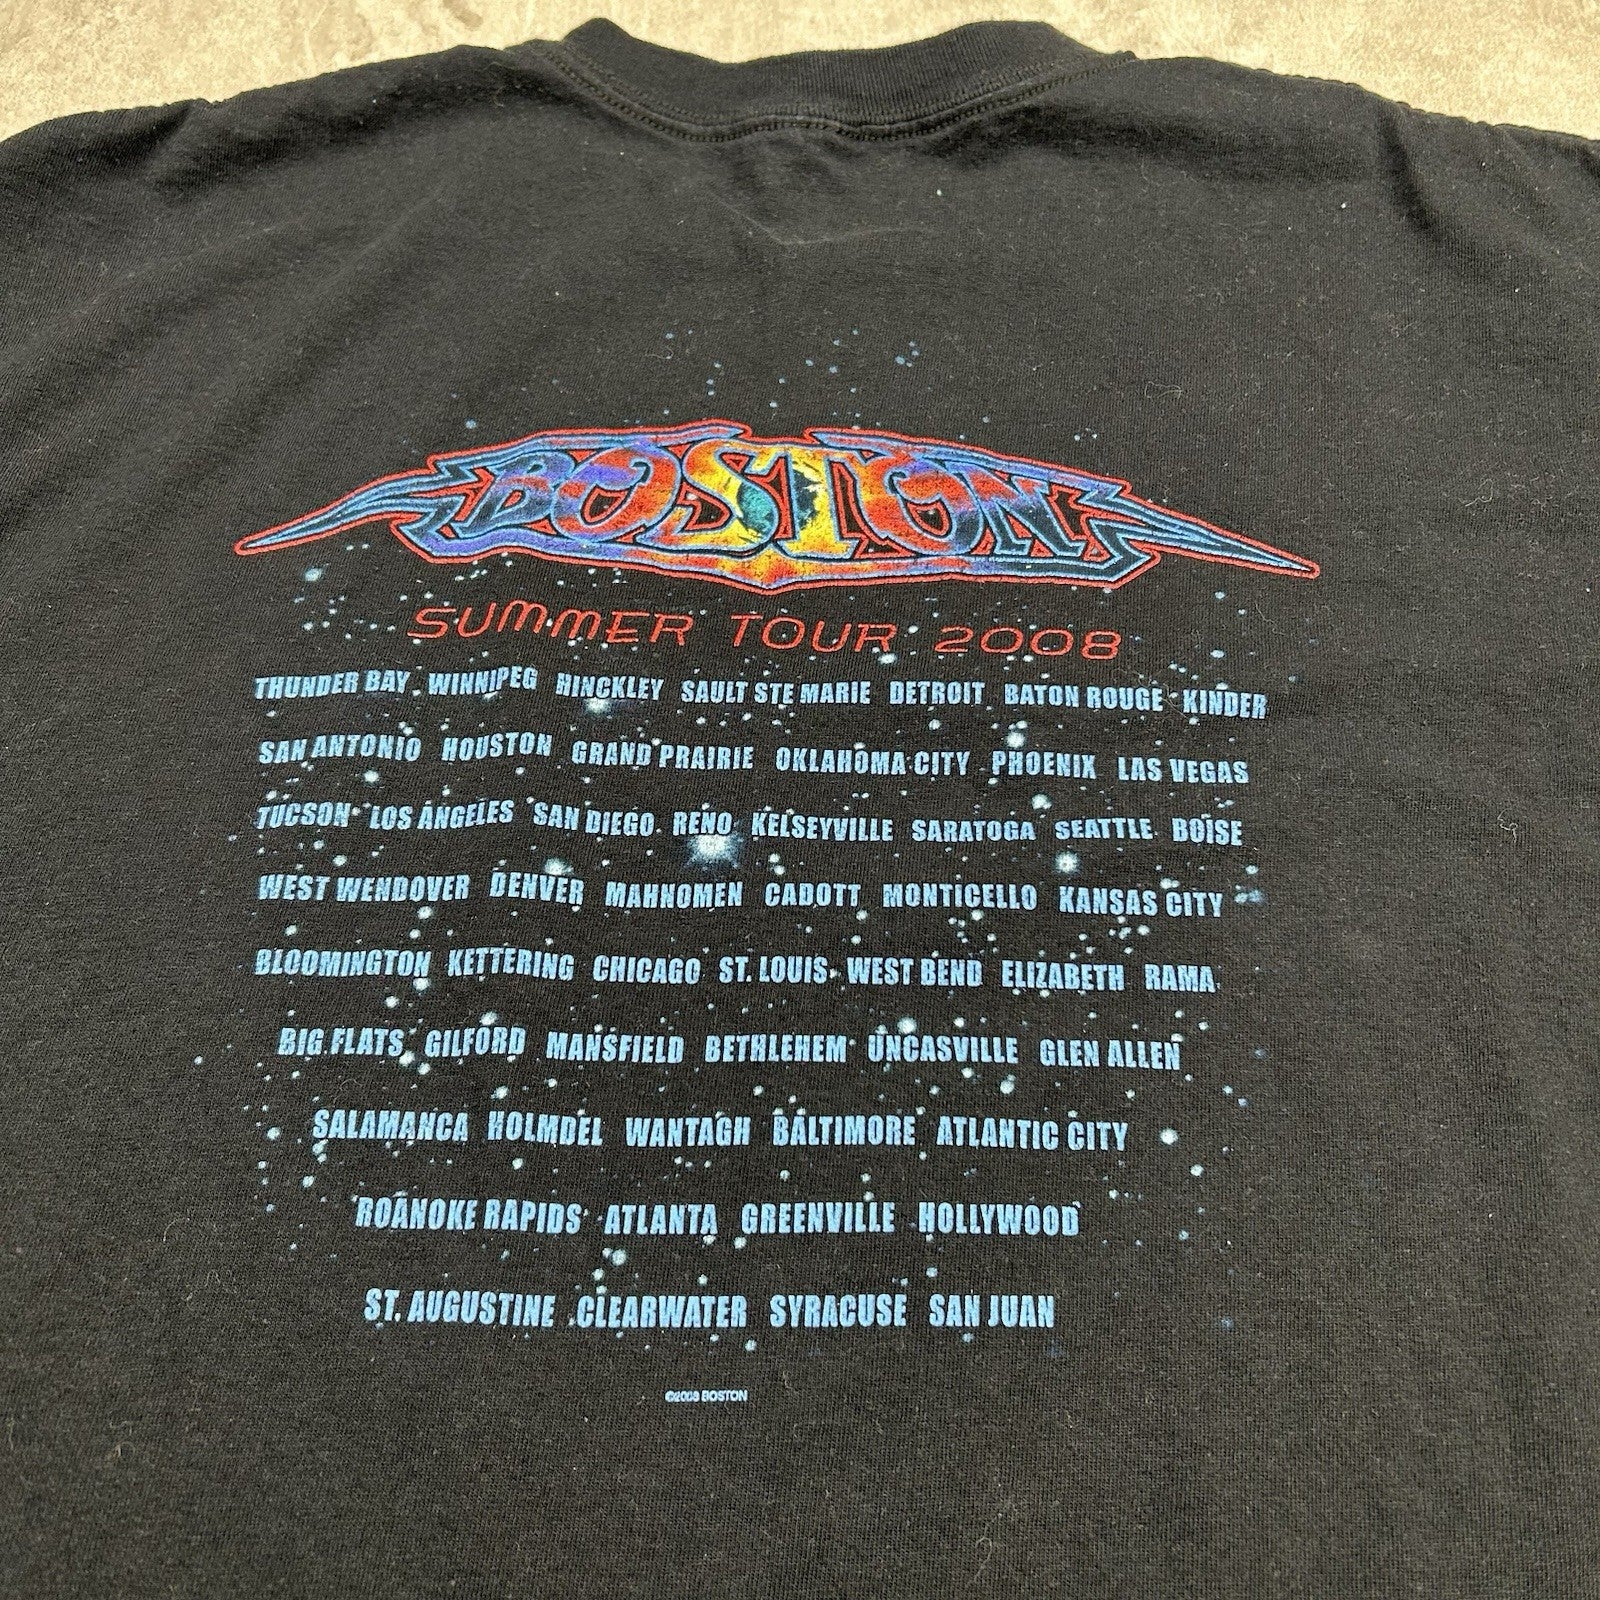 BOSTON
SUMMER TOUR 2008
THUNDER BAY WINNIPEG HINCKLEY SAULT STE MARIE DETROIT BATON ROUGE KINDER
SAN ANTONIO HOUSTON GRAND PRAIRIE OKLAHOMA CITY PHOENIX LAS VEGAS
TUCSON LOS ANGELES SAN DIEGO RENO KELSEYVILLE SARATOGA SEATTLE BOISE
WEST WENDOVER DENVER MAHNOMEN CADOTT MONTICELLO KANSAS CITY
BLOOMINGTON KETTERING CHICAGO ST. LOUIS WEST BEND ELIZABETH RAMA
BIG FLATS GILFORD MANSFIELD BETHLEHEM UNCASVILLE GLEN ALLEN
SALAMANCA HOLMDEL WANTAGH BALTIMORE ATLANTIC CITY
ROANOKE RAPIDS ATLANTA GREENVILLE HOLLYWOOD
ST. AUGUSTINE CLEARWATER SYRACUSE SAN JUAN
©2008 BOSTON